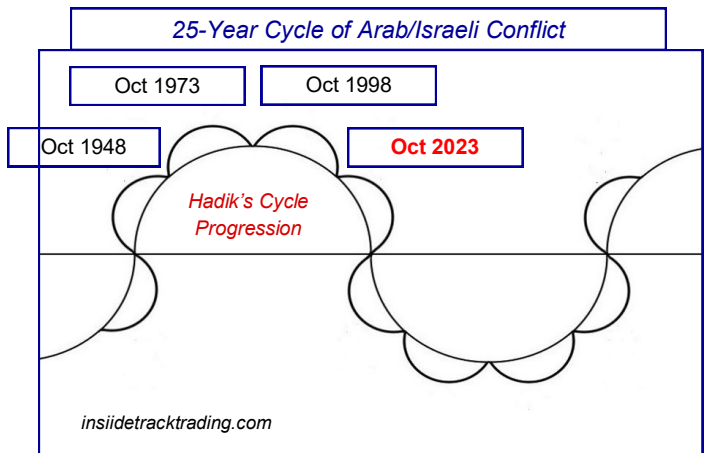 25-Year Cycle of Arab/Israeli Conflict
Oct 1973
Oct 1998
Oct 1948
Oct 2023
Hadik's Cycle
Progression
insiidetracktrading.com